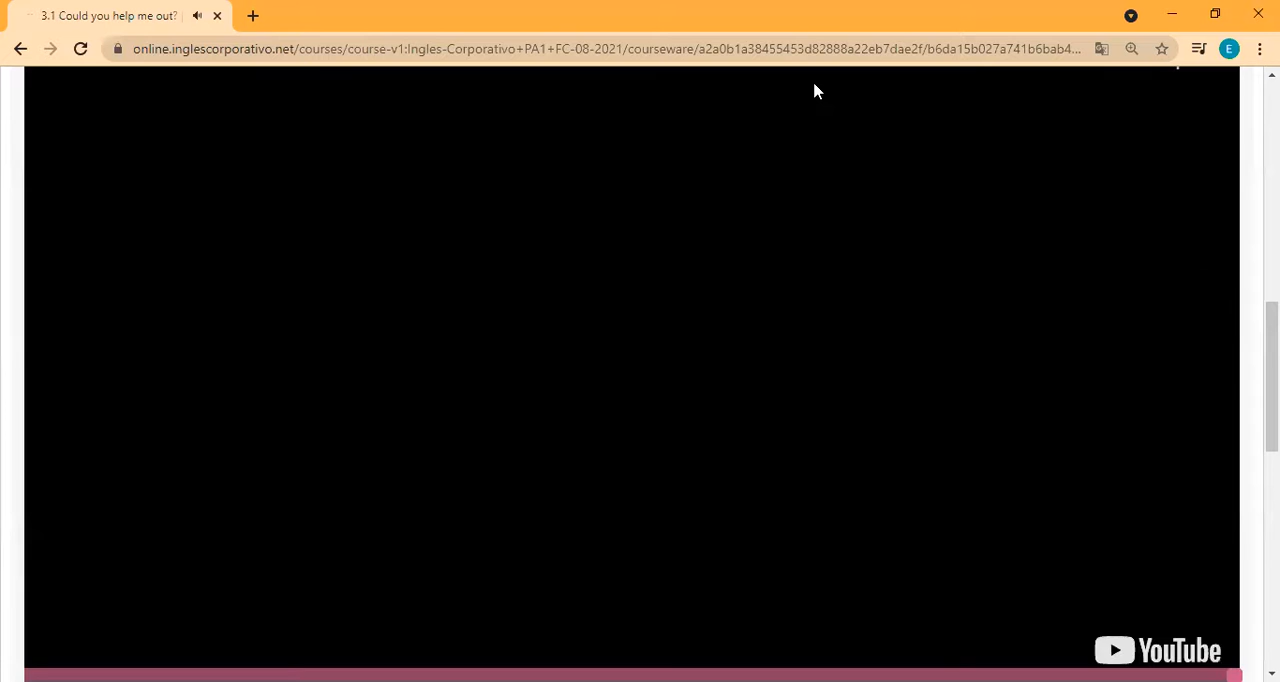 3.1 Could you help me out?
online.inglescorporativo.net/courses/course-v1:Ingles-Corporativo+PA1+FC-08-2021/courseware/a2a0b1a38455453d82888a22eb7dae2f/b6da15b027a741b6bab4...
E
YouTube